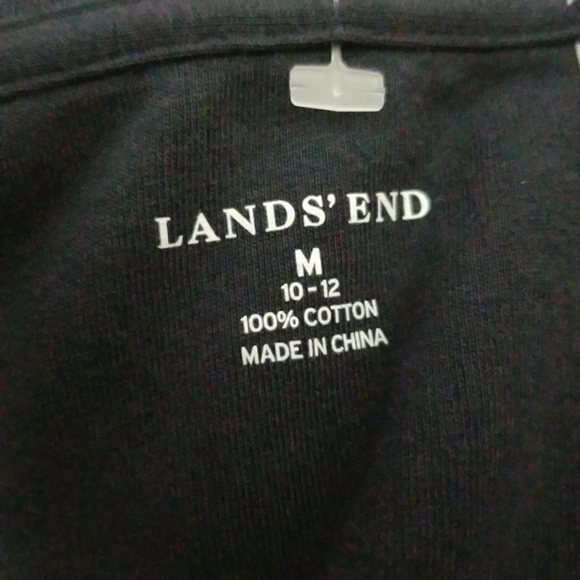 LANDS' END
M
10-12
100% COTTON
MADE IN CHINA